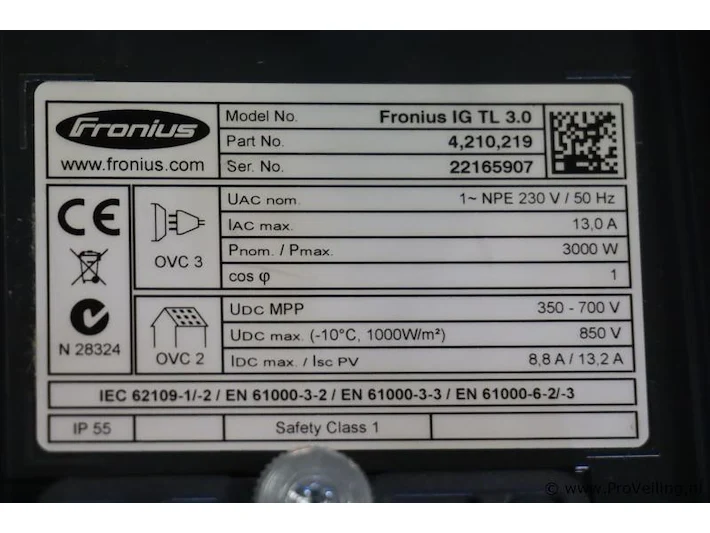 Fronius
www.fronius.com
Model No. Fronius IG TL 3.0
Part No. 4,210,219
Ser. No. 22165907
CE
N 28324
OVC 3
UAC nom. 1~ NPE 230 V / 50 Hz
IAC max. 13,0 A
Pnom. / Pmax. 3000 W
cos φ 1
OVC 2
UDC MPP 350 - 700 V
UDC max. (-10°C, 1000W/m²) 850 V
IDC max. / Isc PV 8,8 A / 13,2 A
IEC 62109-1/-2 / EN 61000-3-2 / EN 61000-3-3 / EN 61000-6-2/-3
IP 55 Safety Class 1
© www.ProVeiling.nl